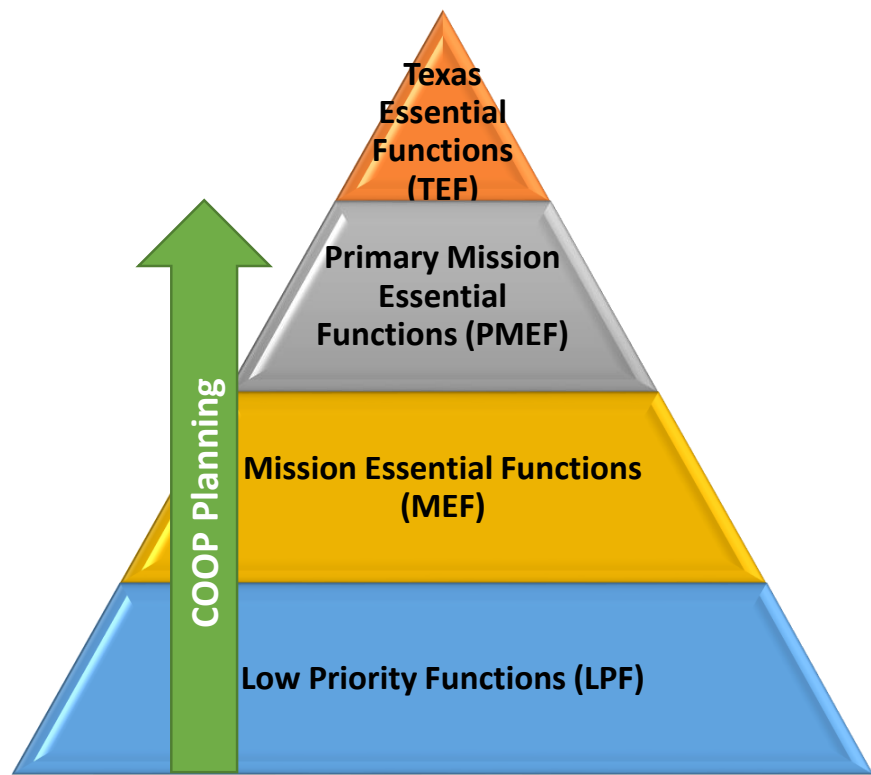 Texas
Essential
Functions
(TEF)
Primary Mission
Essential
Functions (PMEF)
Mission Essential Functions
(MEF)
COOP Planning
Low Priority Functions (LPF)